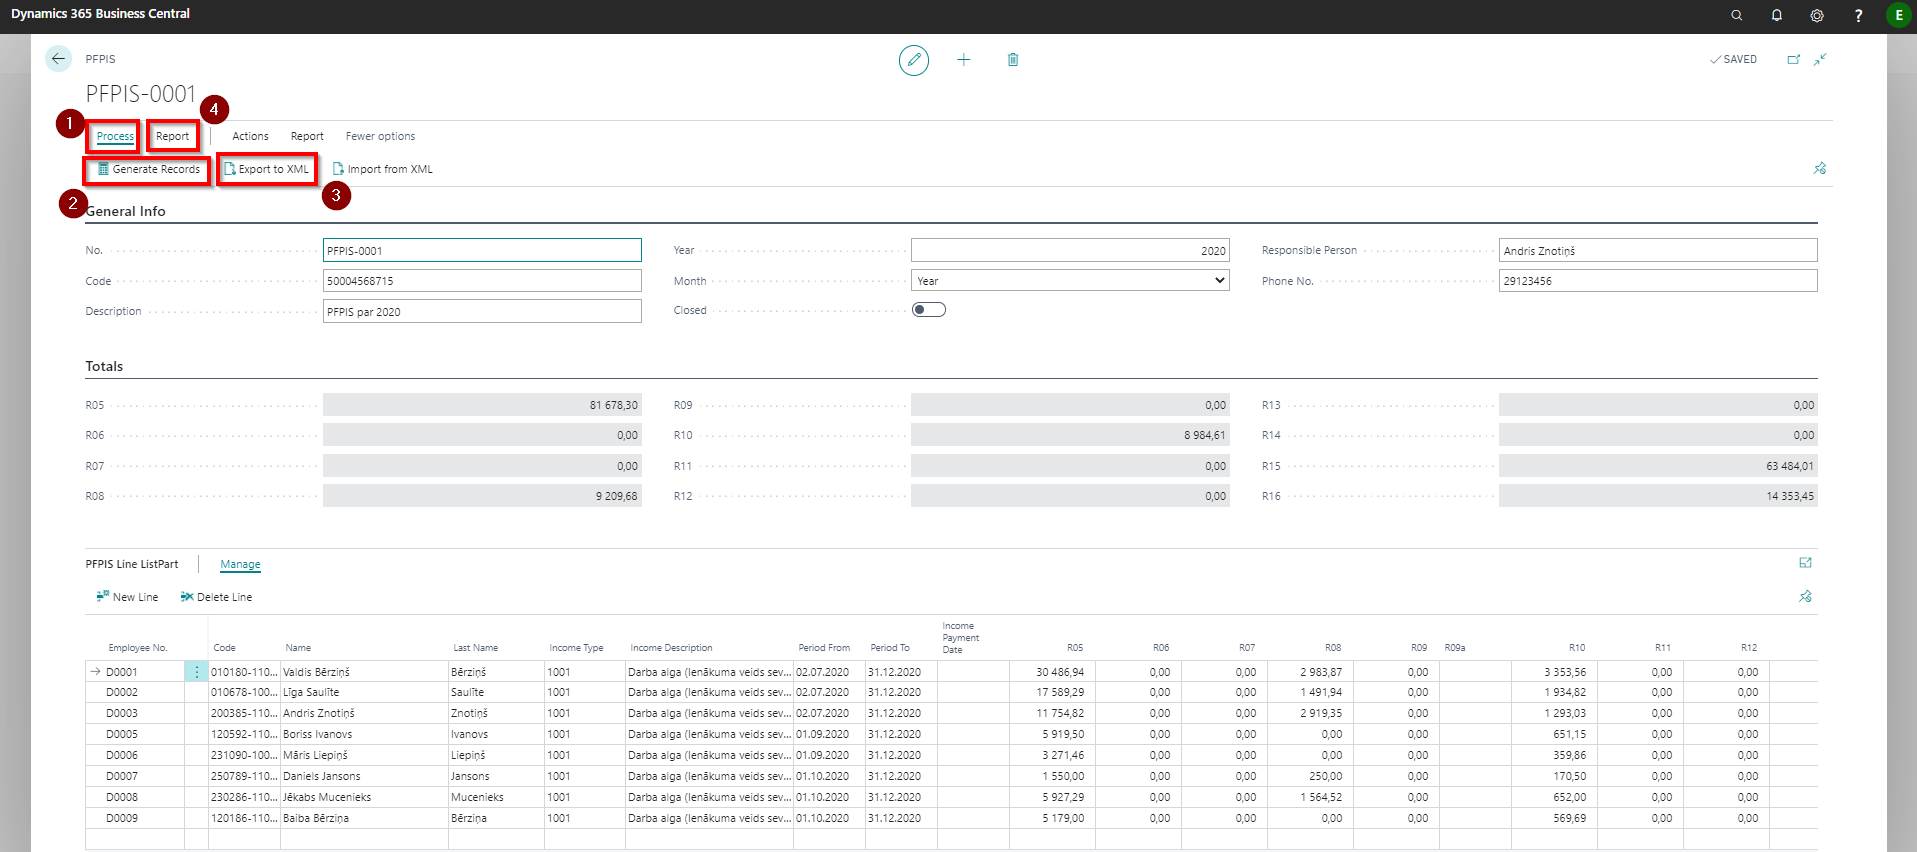 Dynamics 365 Business Central
?
E
PFPIS
SAVED
PFPIS-0001
1
4
Process
Report
Actions
Report
Fewer options
Generate Records
Export to XML
Import from XML
2
3
General Info
No.
PFPIS-0001
Year
2020
Responsible Person
Andris Znotiņš
Code
50004568715
Month
Year
Phone No.
29123456
Description
PFPIS par 2020
Closed
Totals
R05
81 678,30
R09
0,00
R13
0,00
R06
0,00
R10
8 984,61
R14
0,00
R07
0,00
R11
0,00
R15
63 484,01
R08
9 209,68
R12
0,00
R16
14 353,45
PFPIS Line ListPart
Manage
New Line
Delete Line
Employee No. Code Name Last Name Income Type Income Description Period From Period To Income Payment Date R05 R06 R07 R08 R09 R09a R10 R11 R12
D0001 010180-110... Valdis Bērziņš Bērziņš 1001 Darba alga (Ienākuma veids sev... 02.07.2020 31.12.2020 30 486,94 0,00 0,00 2 983,87 0,00 3 353,56 0,00 0,00
D0002 010678-100... Līga Saulīte Saulīte 1001 Darba alga (Ienākuma veids sev... 02.07.2020 31.12.2020 17 589,29 0,00 0,00 1 491,94 0,00 1 934,82 0,00 0,00
D0003 200385-110... Andris Znotiņš Znotiņš 1001 Darba alga (Ienākuma veids sev... 02.07.2020 31.12.2020 11 754,82 0,00 0,00 2 919,35 0,00 1 293,03 0,00 0,00
D0005 120592-110... Boriss Ivanovs Ivanovs 1001 Darba alga (Ienākuma veids sev... 01.09.2020 31.12.2020 5 919,50 0,00 0,00 0,00 0,00 651,15 0,00 0,00
D0006 231090-100... Māris Liepiņš Liepiņš 1001 Darba alga (Ienākuma veids sev... 01.09.2020 31.12.2020 3 271,46 0,00 0,00 0,00 0,00 359,86 0,00 0,00
D0007 250789-110... Daniels Jansons Jansons 1001 Darba alga (Ienākuma veids sev... 01.10.2020 31.12.2020 1 550,00 0,00 0,00 250,00 0,00 170,50 0,00 0,00
D0008 230286-110... Jēkabs Mucenieks Mucenieks 1001 Darba alga (Ienākuma veids sev... 01.10.2020 31.12.2020 5 927,29 0,00 0,00 1 564,52 0,00 652,00 0,00 0,00
D0009 120186-110... Baiba Bērziņa Bērziņa 1001 Darba alga (Ienākuma veids sev... 01.10.2020 31.12.2020 5 179,00 0,00 0,00 0,00 0,00 569,69 0,00 0,00